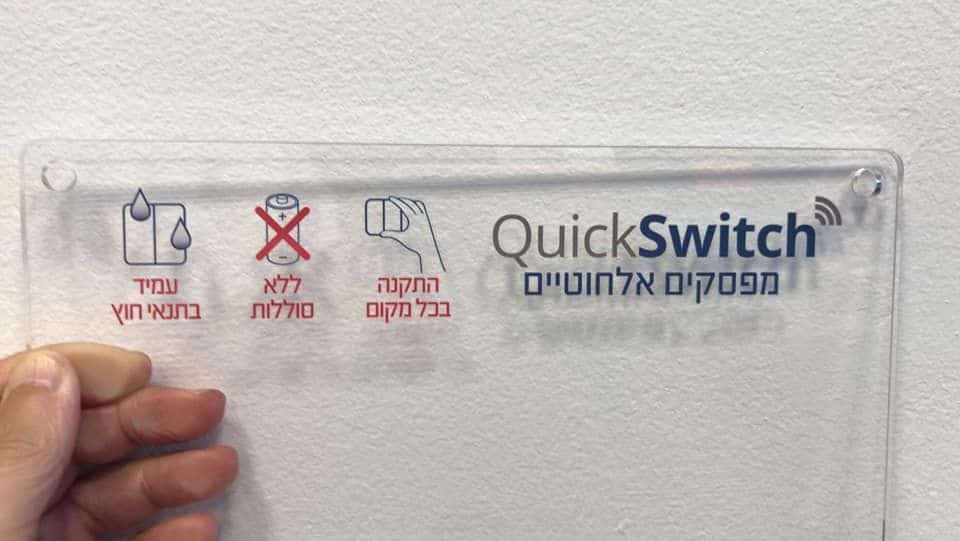 QuickSwitch
מפסקים אלחוטיים
התקנה
בכל מקום
ללא
סוללות
עמיד
בתנאי חוץ